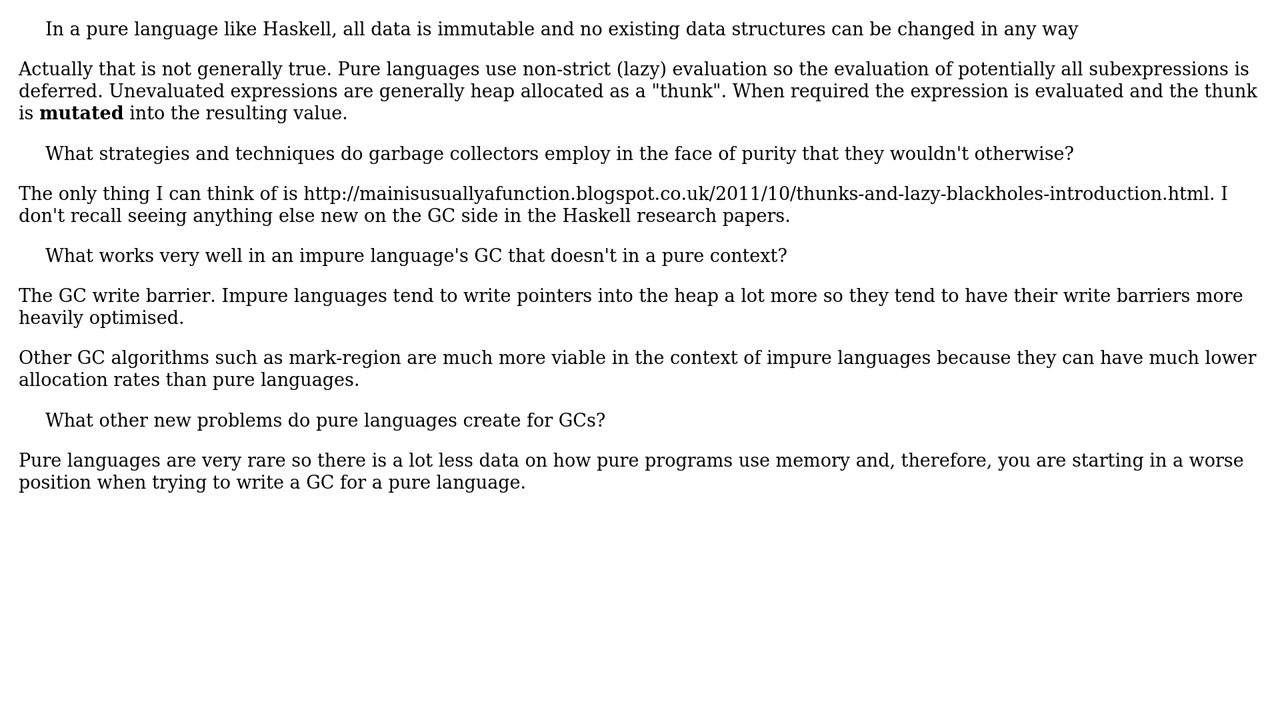 In a pure language like Haskell, all data is immutable and no existing data structures can be changed in any way
Actually that is not generally true. Pure languages use non-strict (lazy) evaluation so the evaluation of potentially all subexpressions is
deferred. Unevaluated expressions are generally heap allocated as a "thunk". When required the expression is evaluated and the thunk
is mutated into the resulting value.
What strategies and techniques do garbage collectors employ in the face of purity that they wouldn't otherwise?
The only thing I can think of is http://mainisusuallyafunction.blogspot.co.uk/2011/10/thunks-and-lazy-blackholes-introduction.html. I
don't recall seeing anything else new on the GC side in the Haskell research papers.
What works very well in an impure language's GC that doesn't in a pure context?
The GC write barrier. Impure languages tend to write pointers into the heap a lot more so they tend to have their write barriers more
heavily optimised.
Other GC algorithms such as mark-region are much more viable in the context of impure languages because they can have much lower
allocation rates than pure languages.
What other new problems do pure languages create for GCs?
Pure languages are very rare so there is a lot less data on how pure programs use memory and, therefore, you are starting in a worse
position when trying to write a GC for a pure language.